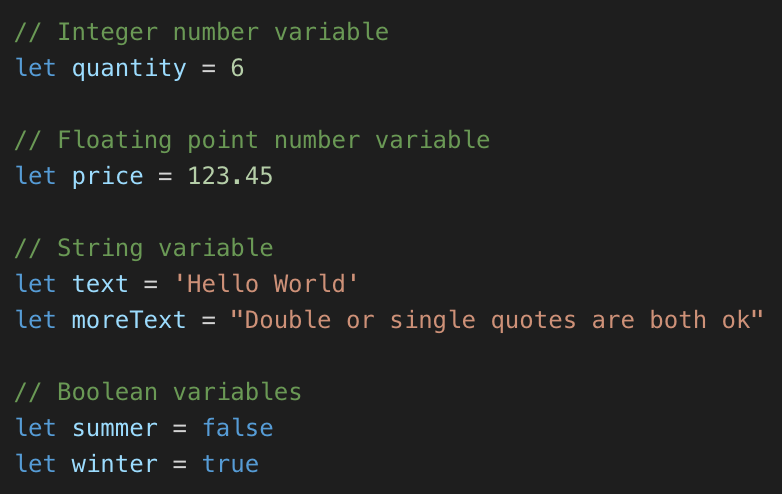 // Integer number variable
let quantity = 6
// Floating point number variable
let price = 123.45
// String variable
let text = 'Hello World'
let moreText = "Double or single quotes are both ok"
// Boolean variables
let summer = false
let winter = true